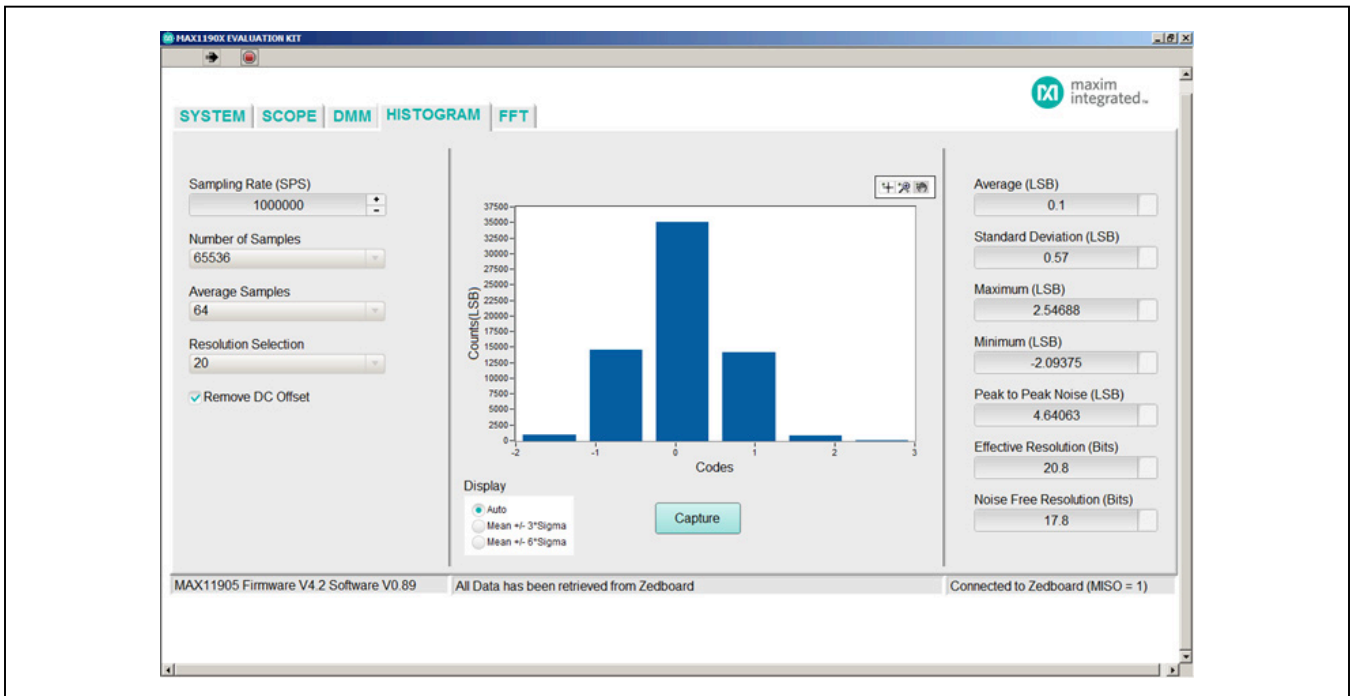 MAX1190X EVALUATION KIT
maxim
integrated™
SYSTEM SCOPE DMM HISTOGRAM FFT
Sampling Rate (SPS)
1000000
Number of Samples
65536
Average Samples
64
Resolution Selection
20
Remove DC Offset
37500
35000
32500
30000
27500
25000
22500
20000
17500
15000
12500
10000
7500
5000
2500
0
Counts(LSB)
-2 -1 0 1 2 3
Codes
Display
Auto
Mean +/- 3*Sigma
Mean +/- 6*Sigma
Capture
Average (LSB)
0.1
Standard Deviation (LSB)
0.57
Maximum (LSB)
2.54688
Minimum (LSB)
-2.09375
Peak to Peak Noise (LSB)
4.64063
Effective Resolution (Bits)
20.8
Noise Free Resolution (Bits)
17.8
MAX11905 Firmware V4.2 Software V0.89
All Data has been retrieved from Zedboard
Connected to Zedboard (MISO = 1)